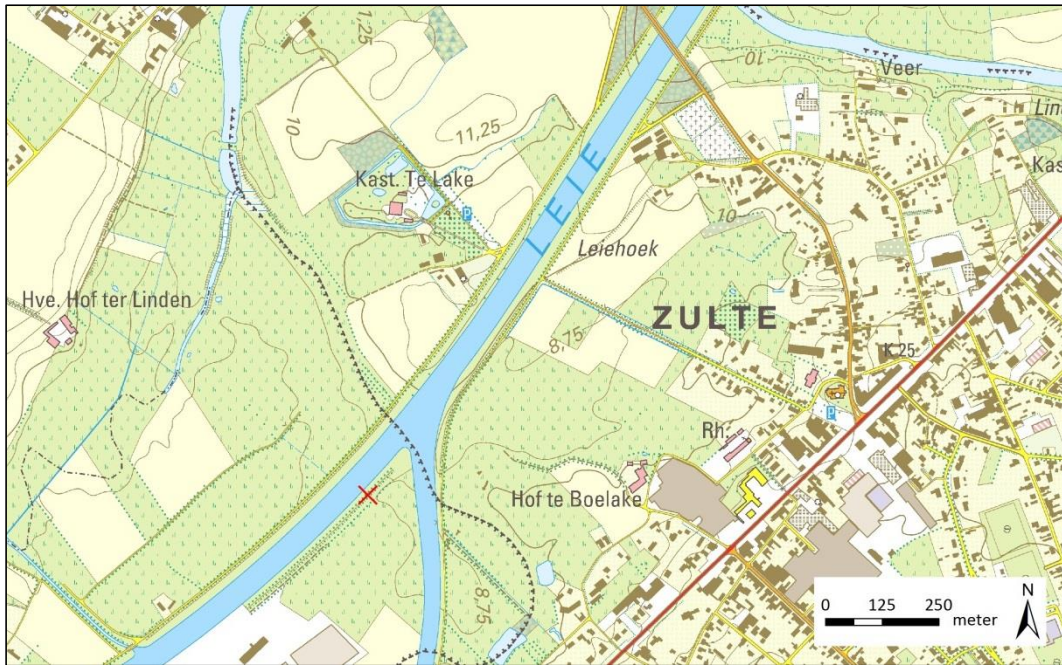 1,25
10
Veer
10
Lin
11,25
Kast. Te Lake
P
Kas
LEIE
10
Leiehoek
Hve. Hof ter Linden
ZULTE
8,75
K 25
P
Rh.
Hof te Boelake
8,75
N
0 125 250
meter